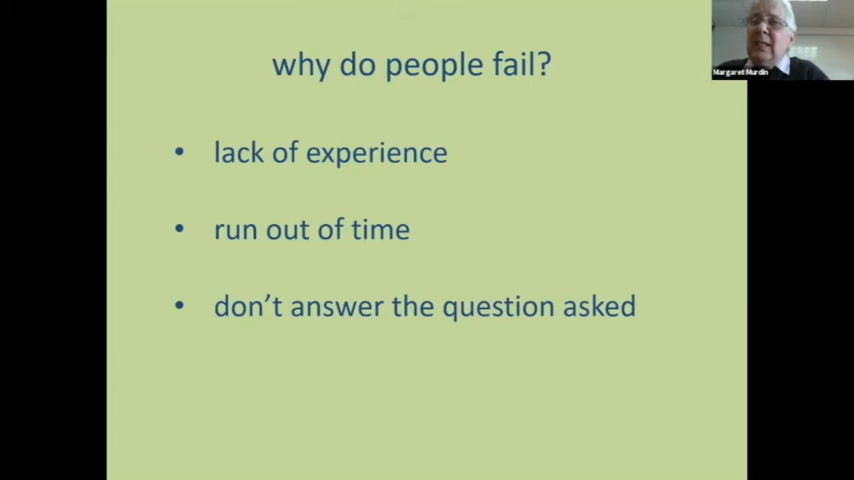 why do people fail?
Margaret Murdin
• lack of experience
• run out of time
• don’t answer the question asked